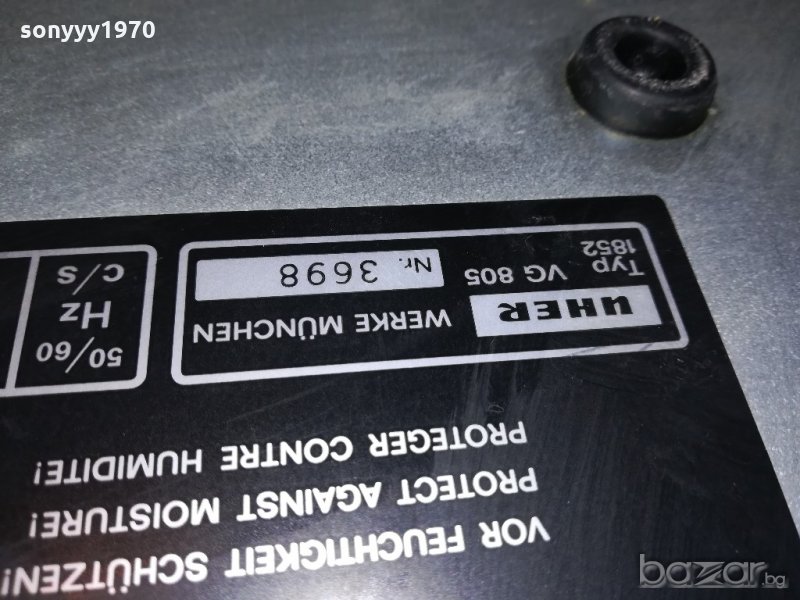 sonyyy1970
VOR FEUCHTIGKEIT SCHÜTZEN!
PROTECT AGAINST MOISTURE!
PROTEGER CONTRE HUMIDITE!
UHER WERKE MÜNCHEN
Typ VG 805 Nr. 3698
1852
50/60
Hz
c/s
bazar.bg